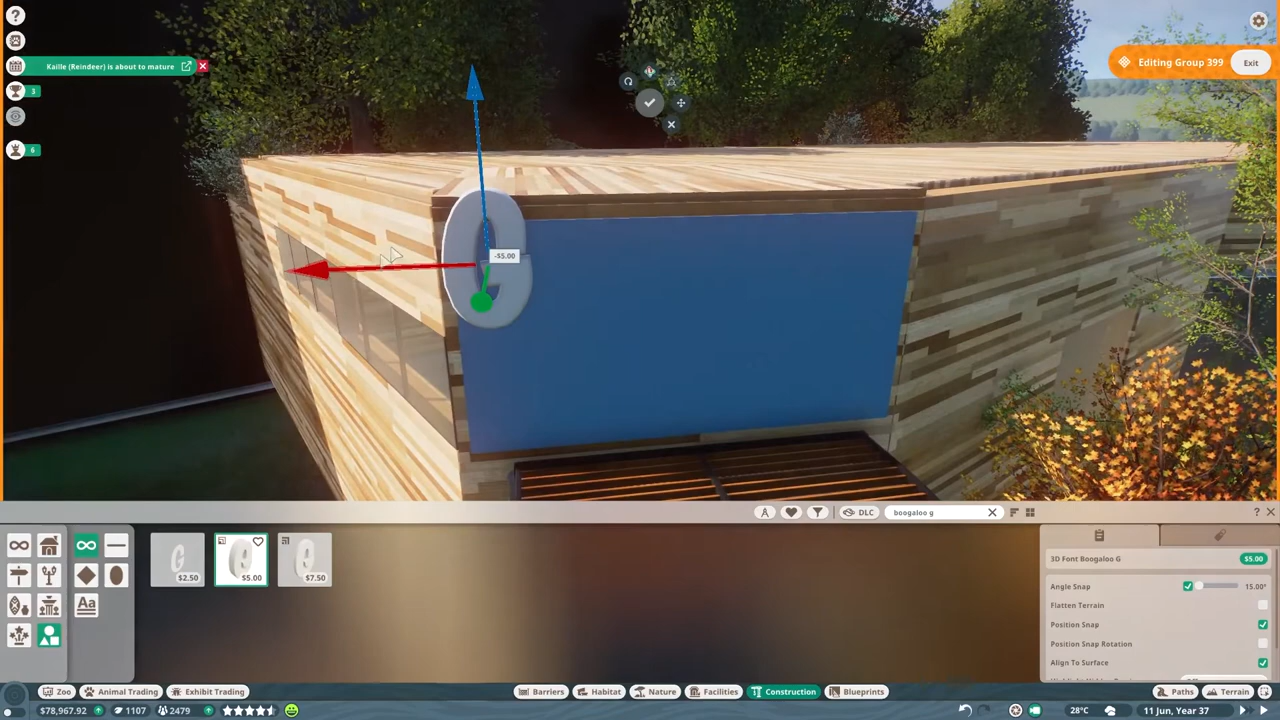 ?
Kaille (Reindeer) is about to mature
3
6
Editing Group 399
Exit
G
-$5.00
DLC
boogaloo g
?
$2.50
$5.00
$7.50
Aa
3D Font Boogaloo G
$5.00
Angle Snap
15.00°
Flatten Terrain
Position Snap
Position Snap Rotation
Align To Surface
Zoo
Animal Trading
Exhibit Trading
Barriers
Habitat
Nature
Facilities
Construction
Blueprints
Paths
Terrain
$78,967.92
1107
2479
28°C
11 Jun, Year 37